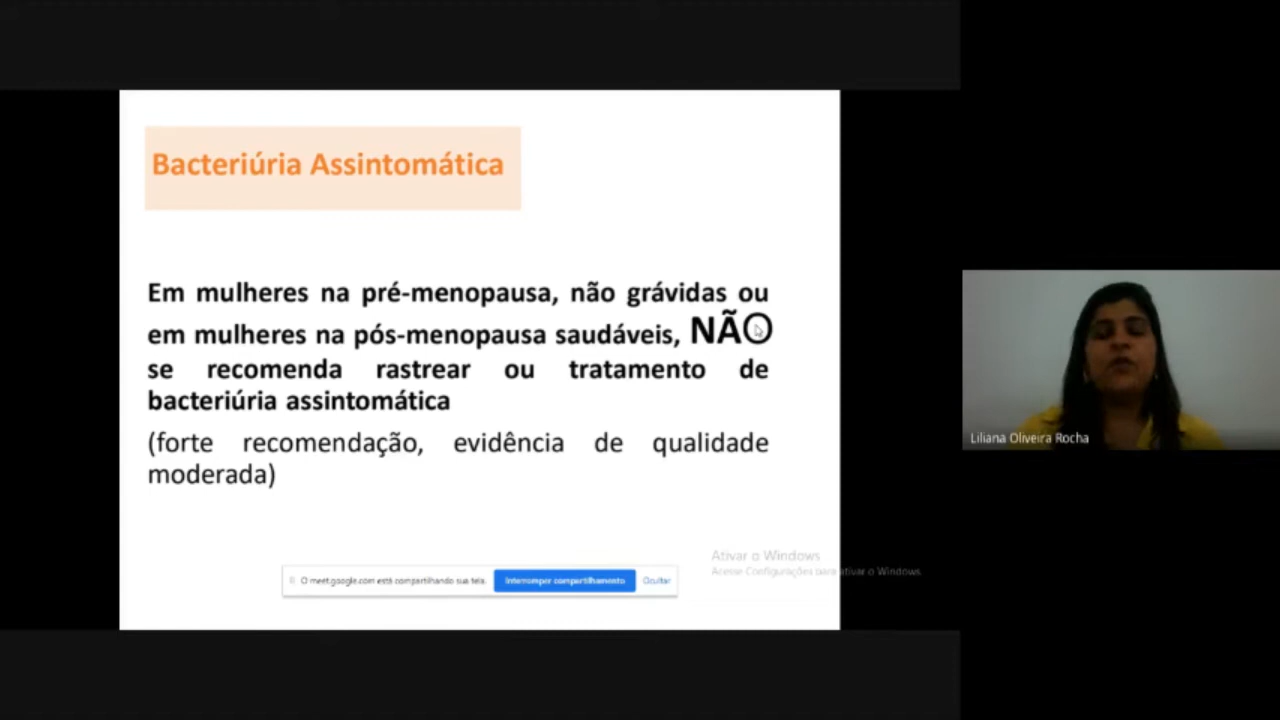 Bacteriúria Assintomática
Em mulheres na pré-menopausa, não grávidas ou
em mulheres na pós-menopausa saudáveis, NÃO
se recomenda rastrear ou tratamento de
bacteriúria assintomática
(forte recomendação, evidência de qualidade
moderada)
Liliana Oliveira Rocha
Ativar o Windows
Acesse Configurações para ativar o Windows.
O meet.google.com está compartilhando sua tela.
Interromper compartilhamento
Ocultar